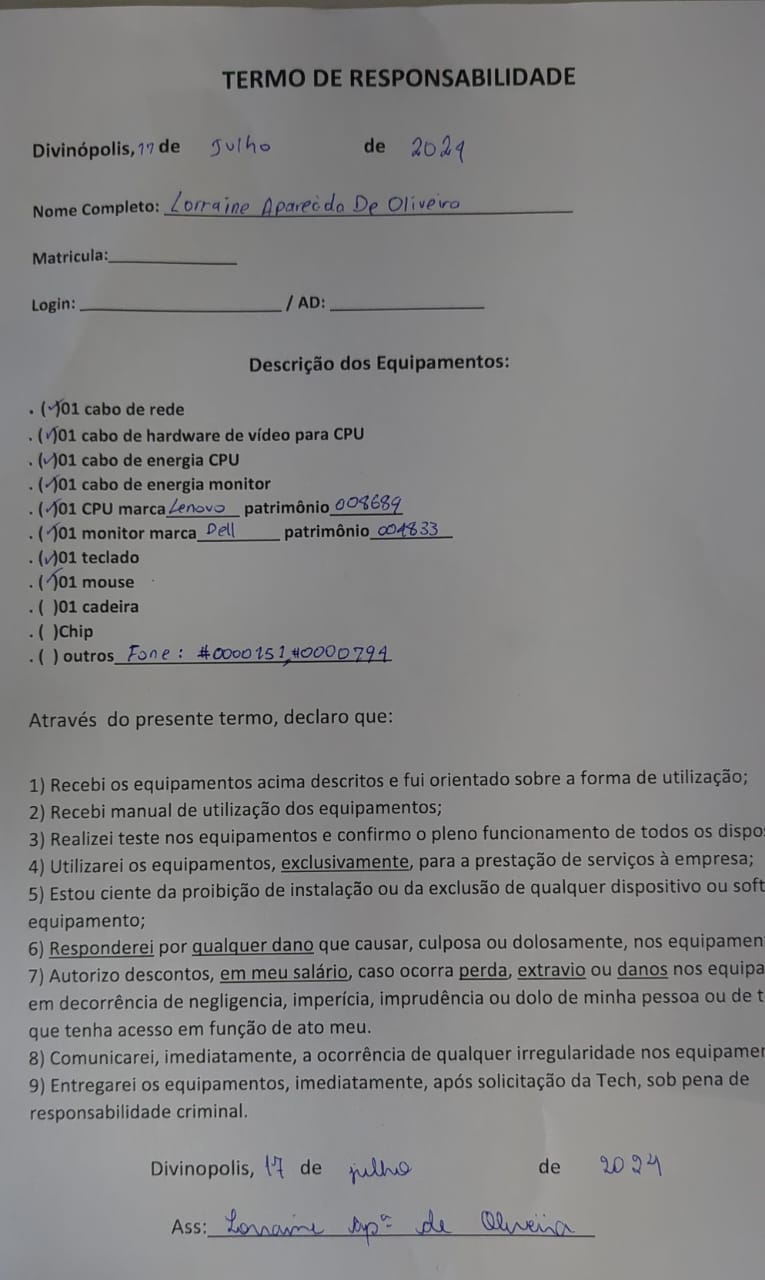 TERMO DE RESPONSABILIDADE
Divinópolis, 17 de Julho de 2024
Nome Completo: Lorraine Aparecida De Oliveira
Matricula:
Login: / AD:
Descrição dos Equipamentos:
. (✓)01 cabo de rede
. (✓)01 cabo de hardware de vídeo para CPU
. (✓)01 cabo de energia CPU
. (✓)01 cabo de energia monitor
. (✓)01 CPU marca Lenovo patrimônio 008689
. (✓)01 monitor marca Dell patrimônio 004833
. (✓)01 teclado
. (✓)01 mouse
. ( )01 cadeira
. ( )Chip
. ( ) outros Fone: #0000151,#0000794
Através do presente termo, declaro que:
1) Recebi os equipamentos acima descritos e fui orientado sobre a forma de utilização;
2) Recebi manual de utilização dos equipamentos;
3) Realizei teste nos equipamentos e confirmo o pleno funcionamento de todos os dispos
4) Utilizarei os equipamentos, exclusivamente, para a prestação de serviços à empresa;
5) Estou ciente da proibição de instalação ou da exclusão de qualquer dispositivo ou soft
equipamento;
6) Responderei por qualquer dano que causar, culposa ou dolosamente, nos equipamen
7) Autorizo descontos, em meu salário, caso ocorra perda, extravio ou danos nos equipa
em decorrência de negligencia, imperícia, imprudência ou dolo de minha pessoa ou de t
que tenha acesso em função de ato meu.
8) Comunicarei, imediatamente, a ocorrência de qualquer irregularidade nos equipamen
9) Entregarei os equipamentos, imediatamente, após solicitação da Tech, sob pena de
responsabilidade criminal.
Divinopolis, 17 de julho de 2024
Ass: Lorraine Apª de Oliveira